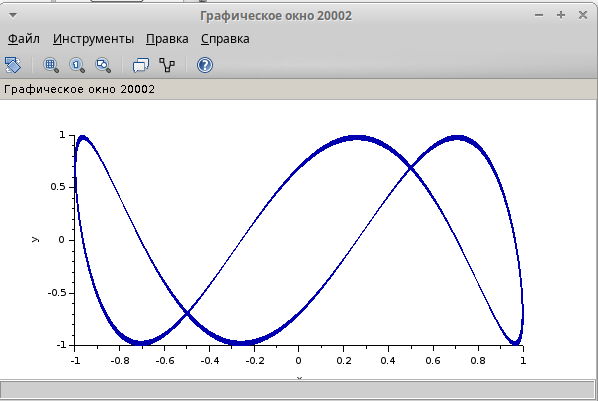 Графическое окно 20002
Файл Инструменты Правка Справка
Графическое окно 20002
1
0.5
0
-0.5
-1
y
-1 -0.8 -0.6 -0.4 -0.2 0 0.2 0.4 0.6 0.8 1